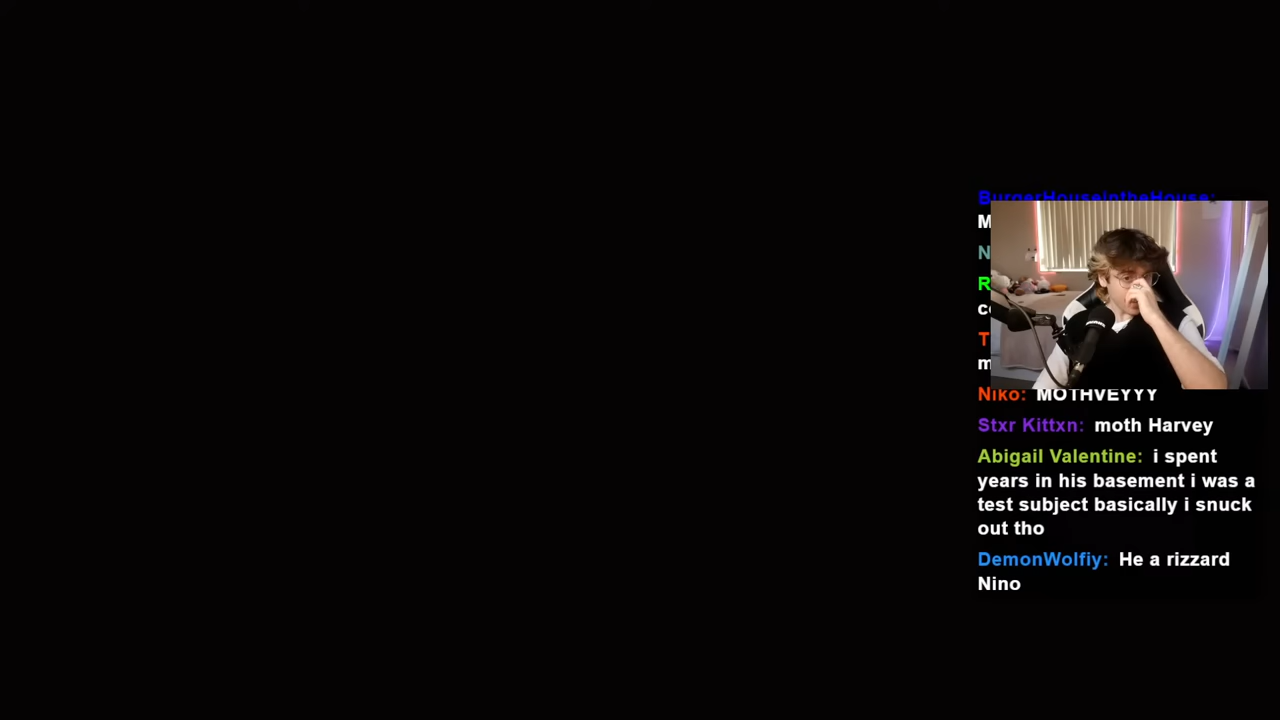 BurgerHouseintheHouse:
Niko: MOTHVEYYY
Stxr Kittxn: moth Harvey
Abigail Valentine: i spent
years in his basement i was a
test subject basically i snuck
out tho
DemonWolfiy: He a rizzard
Nino